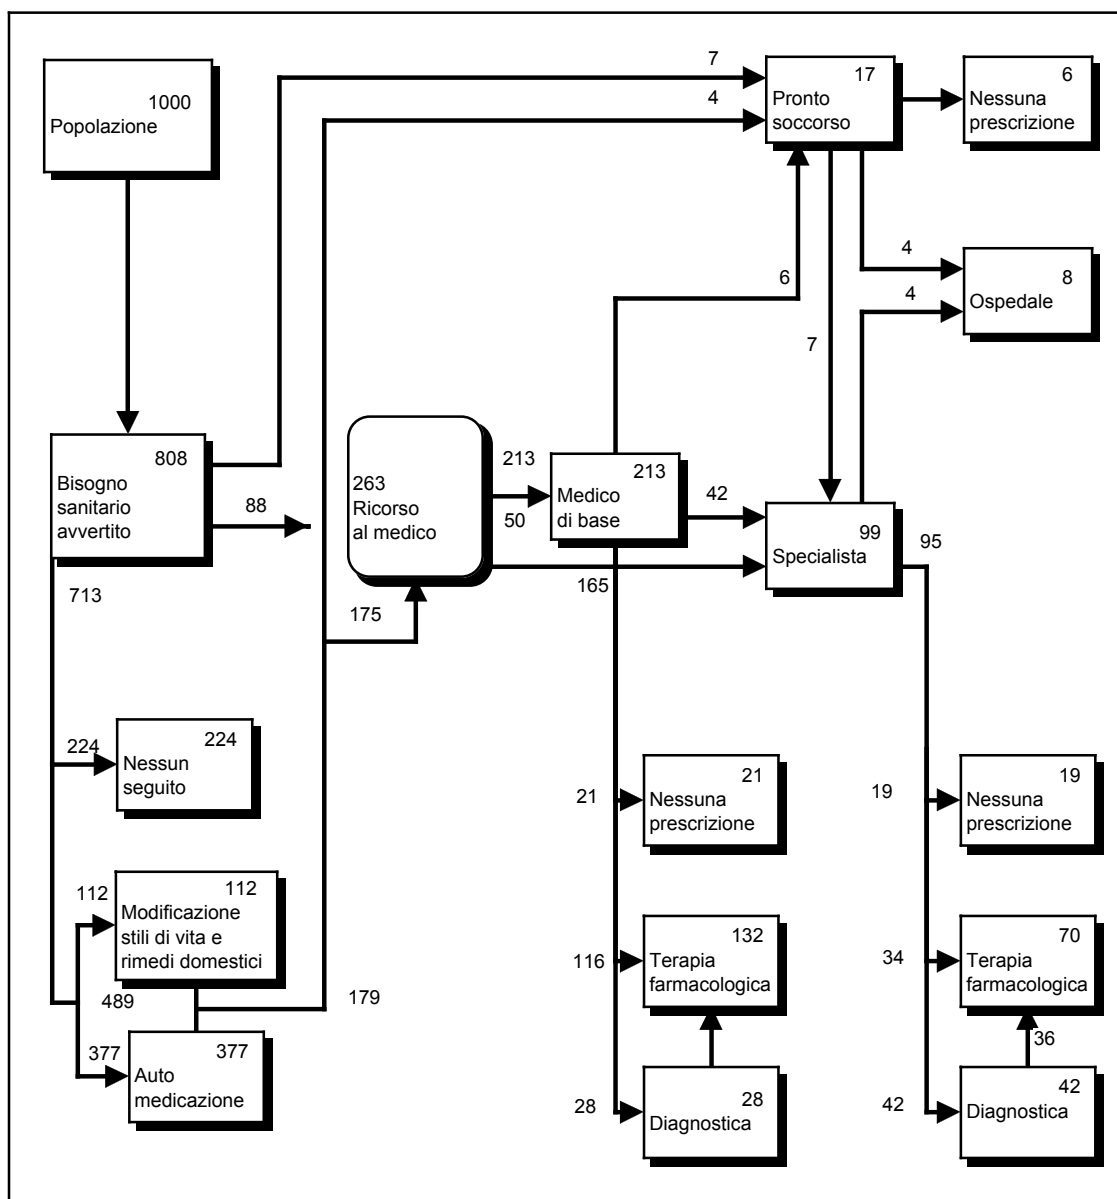 7
17
6
1000
Pronto
soccorso
Nessuna
prescrizione
Popolazione
4
4
8
Ospedale
6
4
7
808
Bisogno
sanitario
avvertito
88
713
263 Ricorso
al medico
213
50
213
Medico
di base
42
99
Specialista
95
175
165
224
224
Nessun
seguito
21
21
Nessuna
prescrizione
19
19
Nessuna
prescrizione
112
112
Modificazione
stili di vita e
rimedi domestici
116
132
Terapia
farmacologica
34
70
Terapia
farmacologica
489
179
377
377
Auto
medicazione
36
28
28
Diagnostica
42
42
Diagnostica